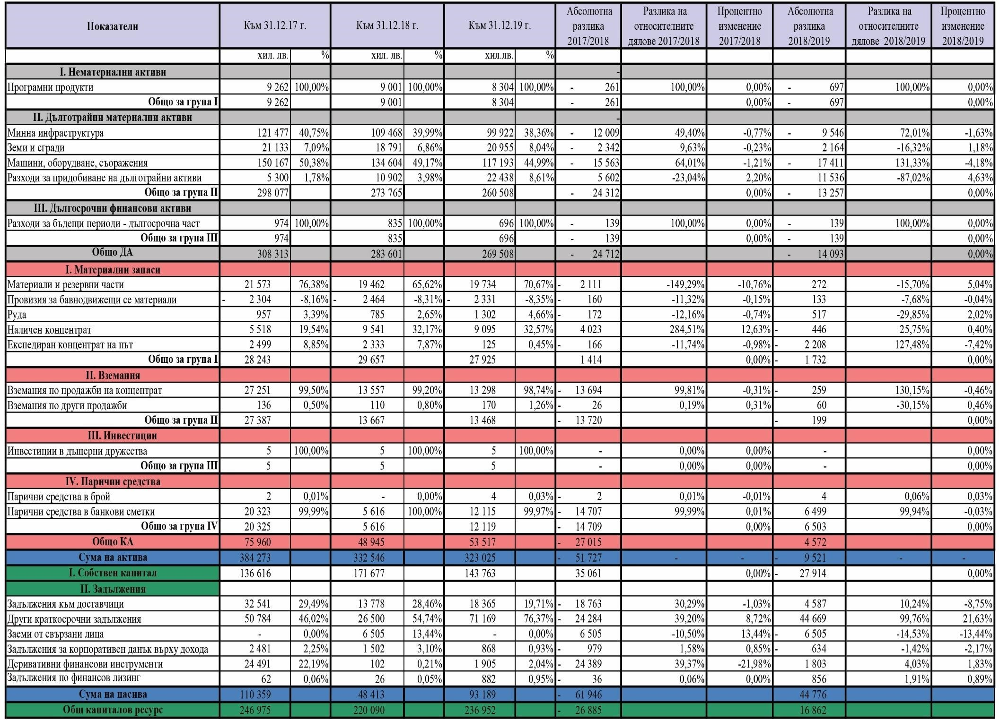 Показатели Към 31.12.17 г. Към 31.12.18 г. Към 31.12.19 г. Абсолютна разлика 2017/2018 Разлика на относителните дялове 2017/2018 Процентно изменение 2017/2018 Абсолютна разлика 2018/2019 Разлика на относителните дялове 2018/2019 Процентно изменение 2018/2019
хил. лв. % хил. лв. % хил.лв. %
I. Нематериални активи -
Програмни продукти 9 262 100,00% 9 001 100,00% 8 304 100,00% - 261 100,00% 0,00% - 697 100,00% 0,00%
Общо за група I 9 262 9 001 8 304 - 261 0,00% - 697 0,00%
II. Дълготрайни материални активи -
Минна инфраструктура 121 477 40,75% 109 468 39,99% 99 922 38,36% - 12 009 49,40% -0,77% - 9 546 72,01% -1,63%
Земи и сгради 21 133 7,09% 18 791 6,86% 20 955 8,04% - 2 342 9,63% -0,23% 2 164 -16,32% 1,18%
Машини, оборудване, съоражения 150 167 50,38% 134 604 49,17% 117 193 44,99% - 15 563 64,01% -1,21% - 17 411 131,33% -4,18%
Разходи за придобиване на дълготрайни активи 5 300 1,78% 10 902 3,98% 22 438 8,61% 5 602 -23,04% 2,20% 11 536 -87,02% 4,63%
Общо за група II 298 077 273 765 260 508 - 24 312 0,00% - 13 257 0,00%
III. Дългосрочни финансови активи
Разходи за бъдещи периоди - дългосрочна част 974 100,00% 835 100,00% 696 100,00% - 139 100,00% 0,00% - 139 100,00% 0,00%
Общо за група III 974 835 696 - 139 0,00% - 139 0,00%
Общо ДА 308 313 283 601 269 508 - 24 712 - 14 093 0,00%
I. Материални запаси
Материали и резервни части 21 573 76,38% 19 462 65,62% 19 734 70,67% - 2 111 -149,29% -10,76% 272 -15,70% 5,04%
Провизия за бавнодвижещи се материали - 2 304 -8,16% - 2 464 -8,31% - 2 331 -8,35% - 160 -11,32% -0,15% 133 -7,68% -0,04%
Руда 957 3,39% 785 2,65% 1 302 4,66% - 172 -12,16% -0,74% 517 -29,85% 2,02%
Наличен концентрат 5 518 19,54% 9 541 32,17% 9 095 32,57% 4 023 284,51% 12,63% - 446 25,75% 0,40%
Експедиран концентрат на път 2 499 8,85% 2 333 7,87% 125 0,45% - 166 -11,74% -0,98% - 2 208 127,48% -7,42%
Общо за група I 28 243 29 657 27 925 1 414 0,00% - 1 732 0,00%
II. Вземания
Вземания по продажби на концентрат 27 251 99,50% 13 557 99,20% 13 298 98,74% - 13 694 99,81% -0,31% - 259 130,15% -0,46%
Вземания по други продажби 136 0,50% 110 0,80% 170 1,26% - 26 0,19% 0,31% 60 -30,15% 0,46%
Общо за група II 27 387 13 667 13 468 - 13 720 - 199 0,00%
III. Инвестиции
Инвестиции в дъщерни дружества 5 100,00% 5 100,00% 5 100,00% - 0,00% 0,00% - 0,00%
Общо за група III 5 5 5 - 0,00% 0,00% - 0,00%
IV. Парични средства
Парични средства в брой 2 0,01% - 0,00% 4 0,03% - 2 0,01% -0,01% 4 0,06% 0,03%
Парични средства в банкови сметки 20 323 99,99% 5 616 100,00% 12 115 99,97% - 14 707 99,99% 0,01% 6 499 99,94% -0,03%
Общо за група IV 20 325 5 616 12 119 - 14 709 0,00% 6 503 0,00%
Общо КА 75 960 48 945 53 517 - 27 015 4 572
Сума на актива 384 273 332 546 323 025 - 51 727 - - - 9 521 - -
I. Собствен капитал 136 616 171 677 143 763 35 061 0,00% - 27 914 0,00%
II. Задължения
Задължения към доставчици 32 541 29,49% 13 778 28,46% 18 365 19,71% - 18 763 30,29% -1,03% 4 587 10,24% -8,75%
Други краткосрочни задължения 50 784 46,02% 26 500 54,74% 71 169 76,37% - 24 284 39,20% 8,72% 44 669 99,76% 21,63%
Заеми от свързани лица - 0,00% 6 505 13,44% - 0,00% 6 505 -10,50% 13,44% - 6 505 -14,53% -13,44%
Задължения за корпоративен данък върху дохода 2 481 2,25% 1 502 3,10% 868 0,93% - 979 1,58% 0,85% - 634 -1,42% -2,17%
Деривативни финансови инструменти 24 491 22,19% 102 0,21% 1 905 2,04% - 24 389 39,37% -21,98% 1 803 4,03% 1,83%
Задължения по финансов лизинг 62 0,06% 26 0,05% 882 0,95% - 36 0,06% 0,00% 856 1,91% 0,89%
Сума на пасива 110 359 48 413 93 189 - 61 946 44 776
Общ капиталов ресурс 246 975 220 090 236 952 - 26 885 16 862